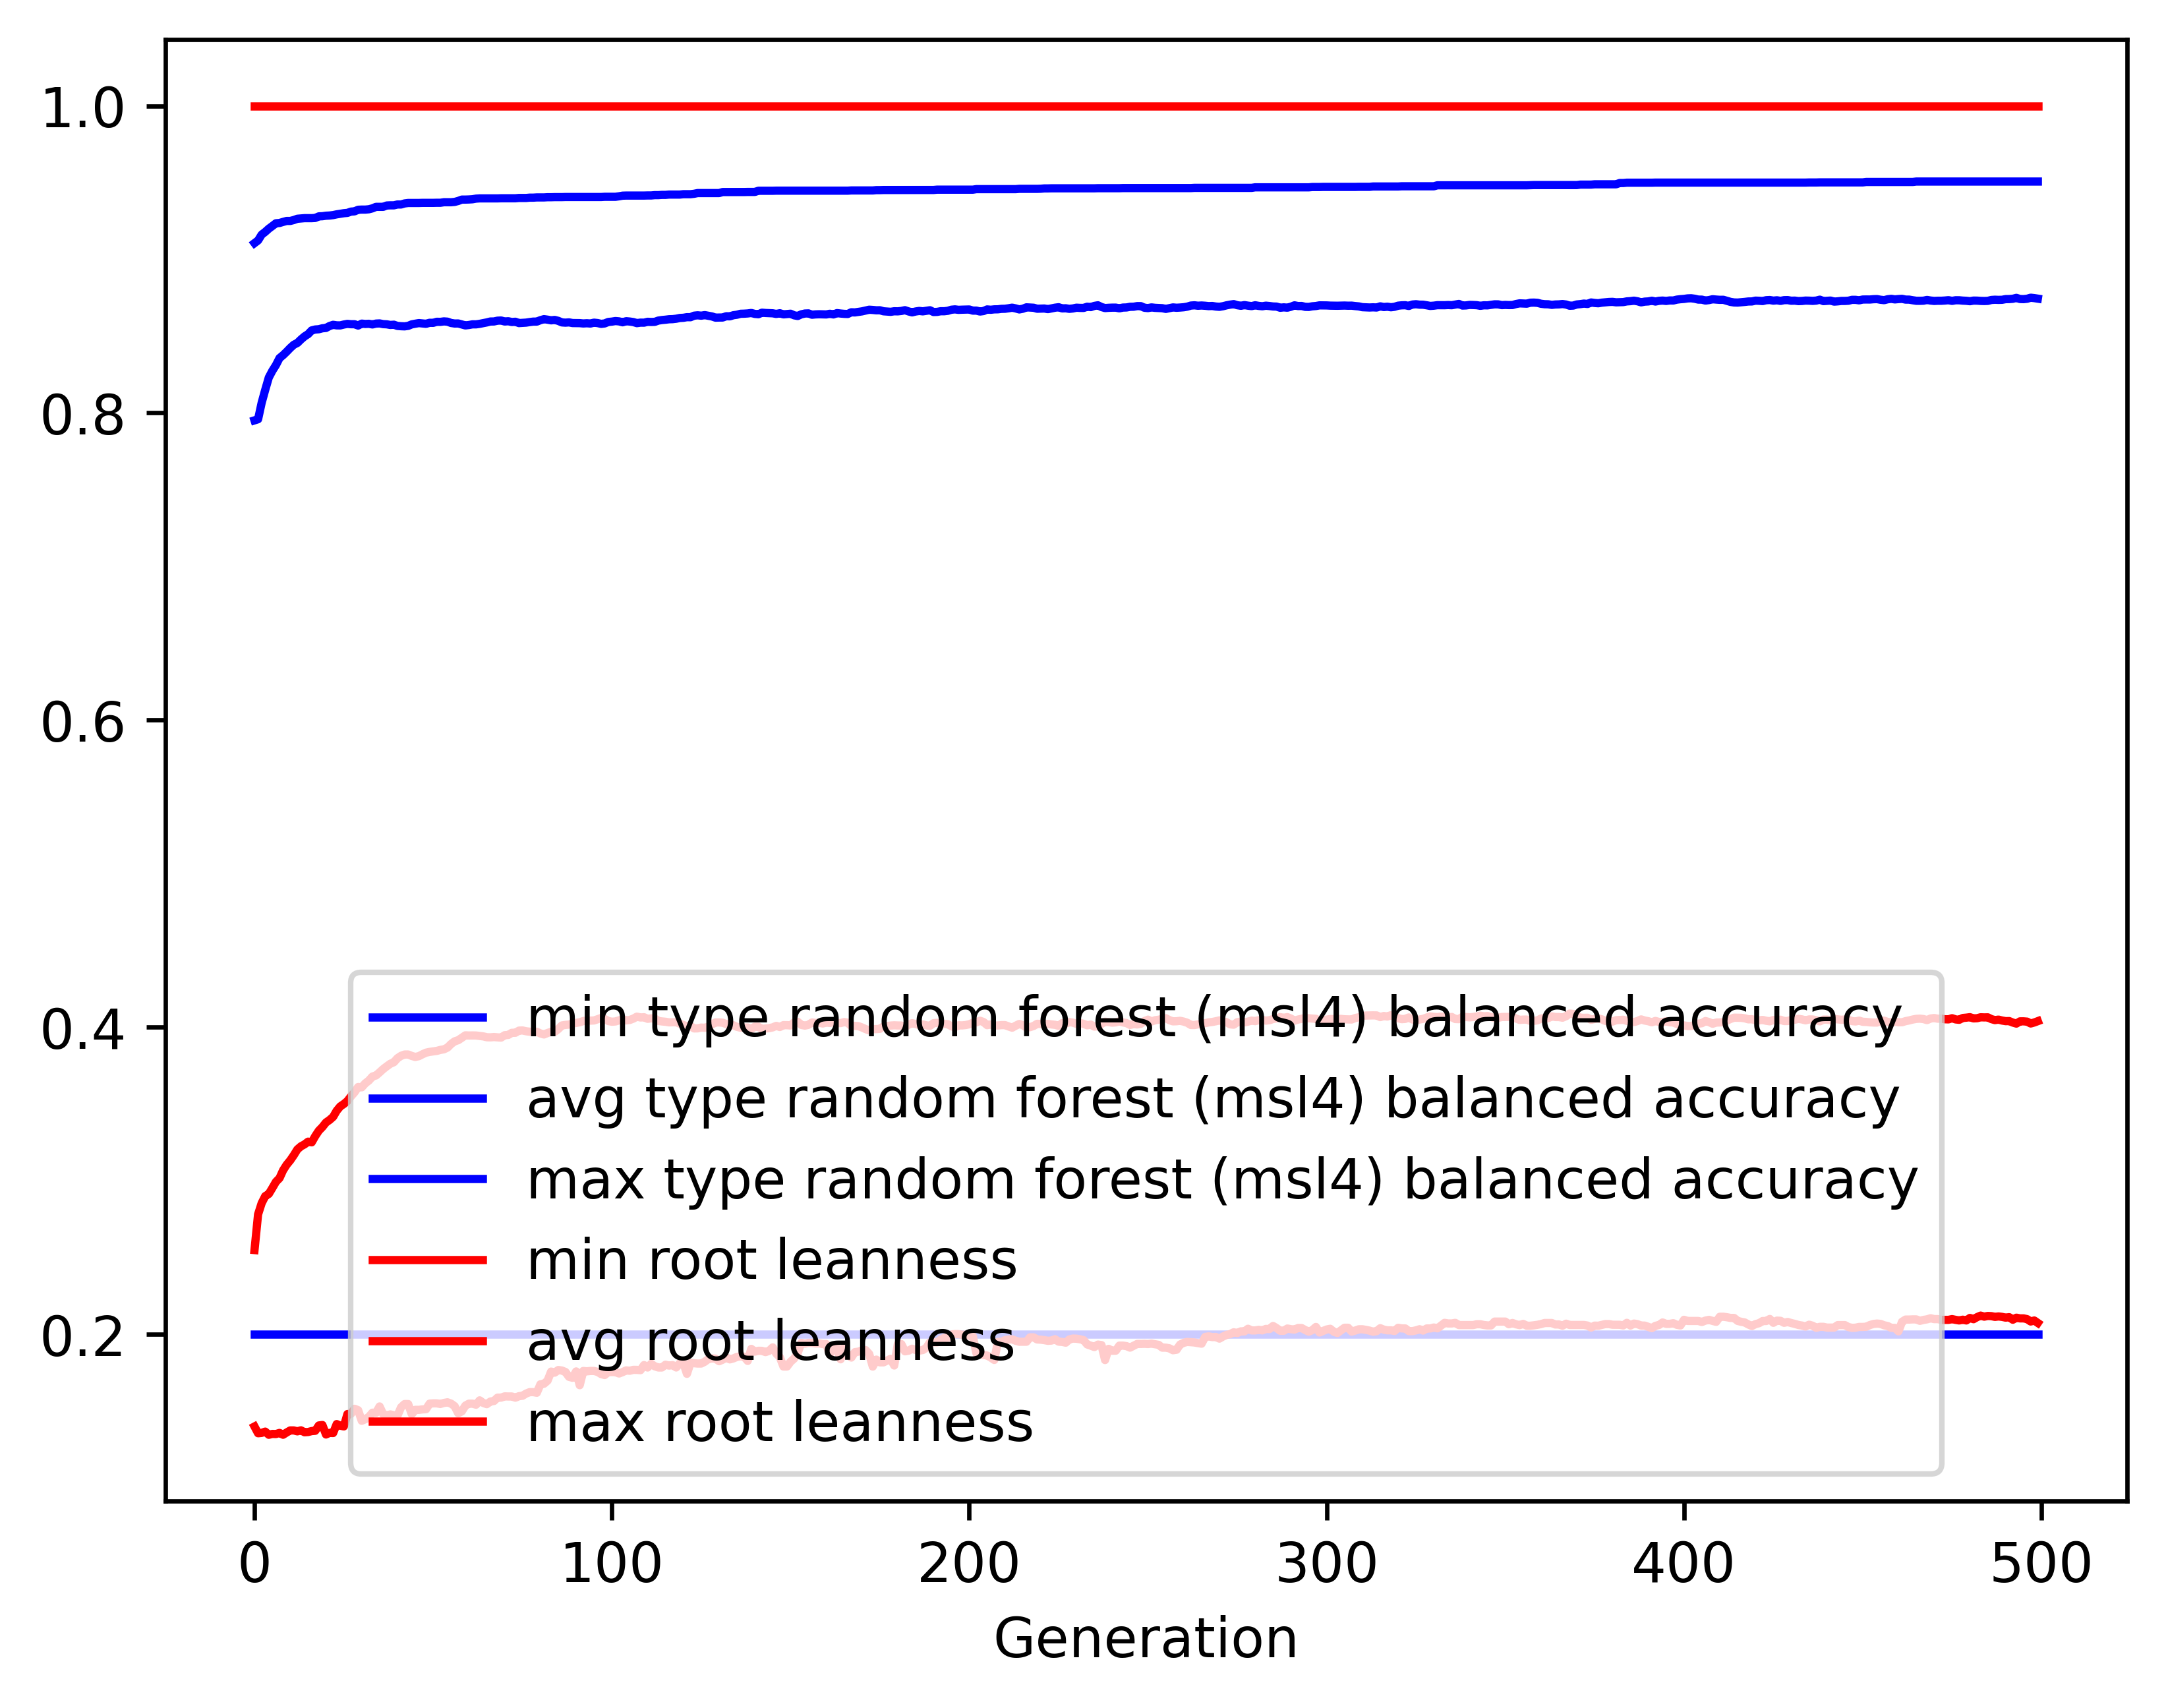 1.0
0.8
0.6
0.4
0.2
min type random forest (msl4) balanced accuracy
avg type random forest (msl4) balanced accuracy
max type random forest (msl4) balanced accuracy
min root leanness
avg root leanness
max root leanness
0 100 200 300 400 500
Generation